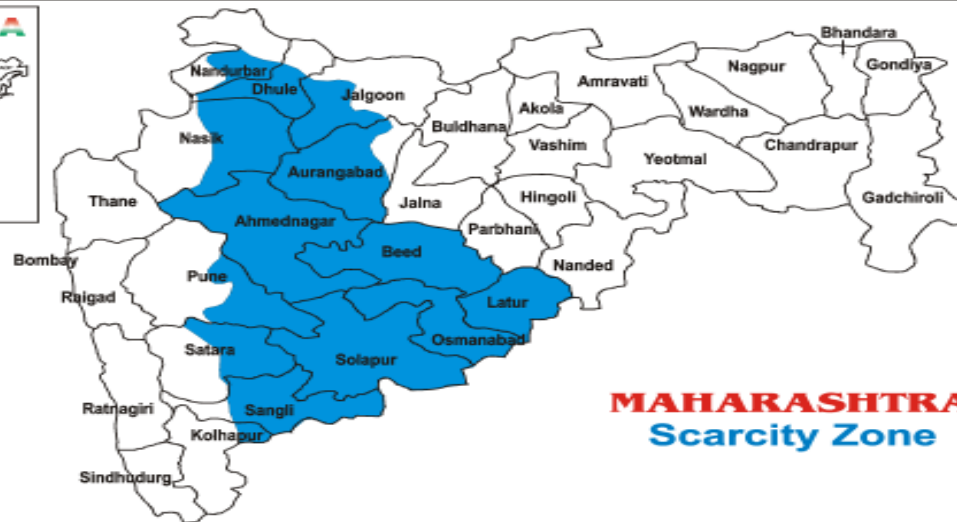 A
Bhandara
Nandurbar
Dhule
Jalgoon
Amravati
Nagpur
Gondiya
Nasik
Buldhana
Akola
Wardha
Vashim
Yeotmal
Chandrapur
Aurangabad
Thane
Ahmednagar
Jalna
Hingoli
Gadchiroli
Parbhani
Bombay
Pune
Beed
Nanded
Raigad
Latur
Satara
Solapur
Osmanabad
Ratnagiri
Sangli
Kolhapur
Sindhudurg
MAHARASHTRA
Scarcity Zone